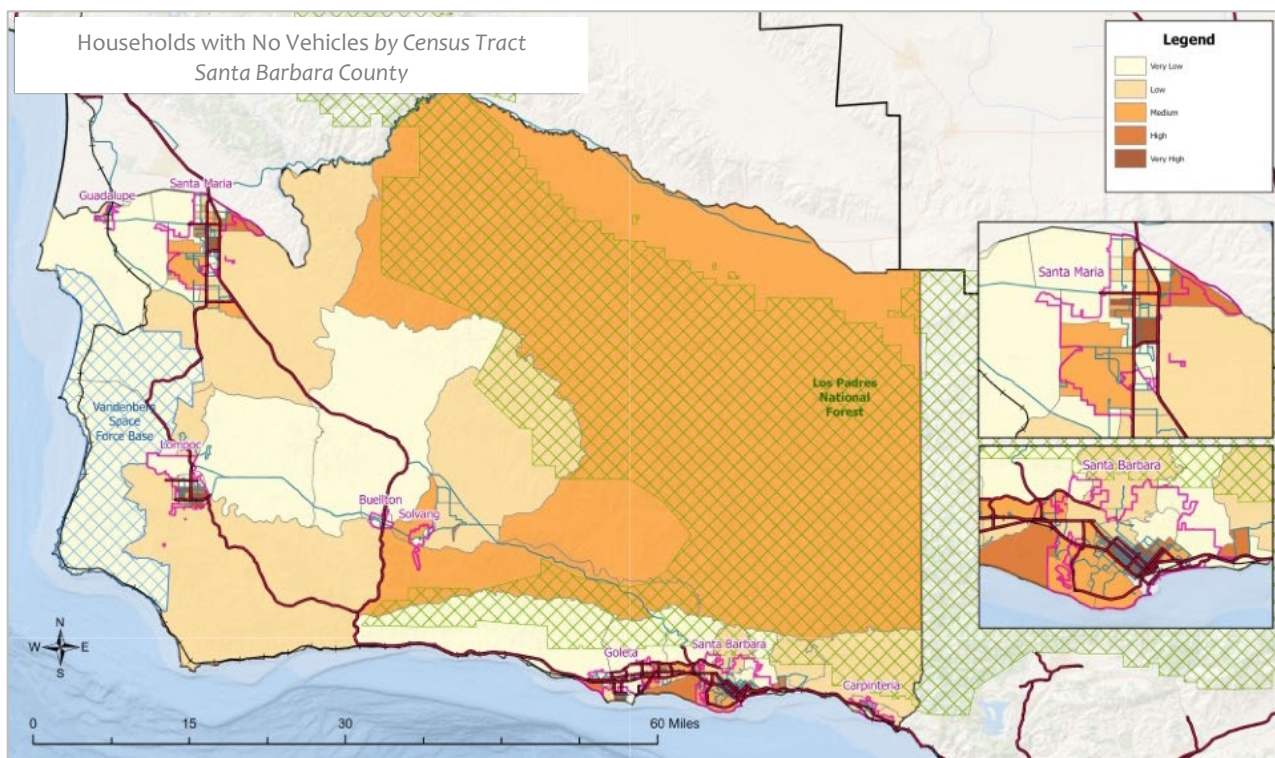 Households with No Vehicles by Census Tract
Santa Barbara County
Legend
Very Low
Low
Medium
High
Very High
Guadalupe
Santa Maria
Santa Maria
Los Padres
National
Forest
Vandenberg
Space
Force Base
Lompoc
Buellton
Solvang
Santa Barbara
N
W
E
S
Goleta
Santa Barbara
Carpinteria
0
15
30
60 Miles